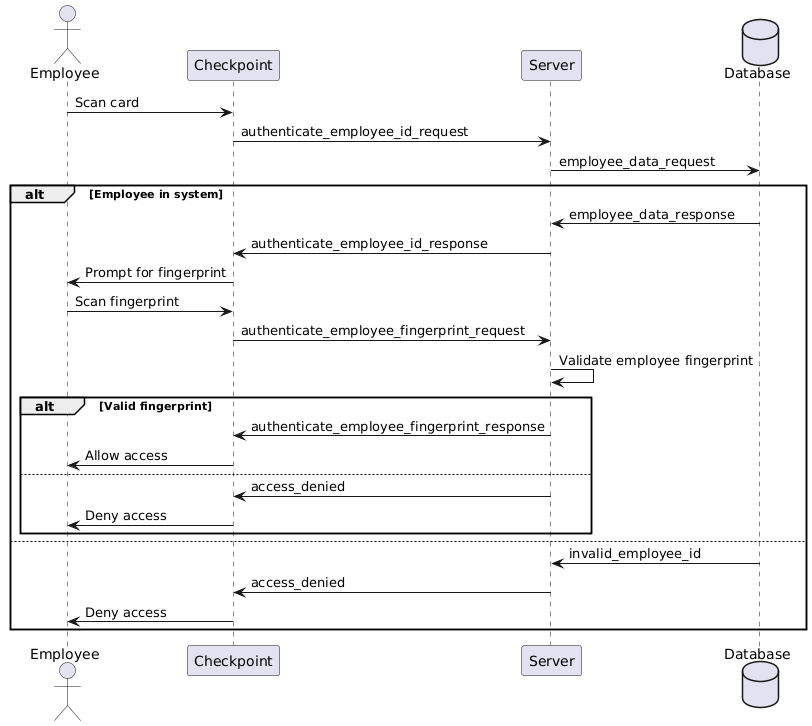 Employee
Checkpoint
Server
Database
Scan card
authenticate_employee_id_request
employee_data_request
alt [Employee in system]
employee_data_response
authenticate_employee_id_response
Prompt for fingerprint
Scan fingerprint
authenticate_employee_fingerprint_request
Validate employee fingerprint
alt [Valid fingerprint]
authenticate_employee_fingerprint_response
Allow access
access_denied
Deny access
invalid_employee_id
access_denied
Deny access
Employee
Checkpoint
Server
Database